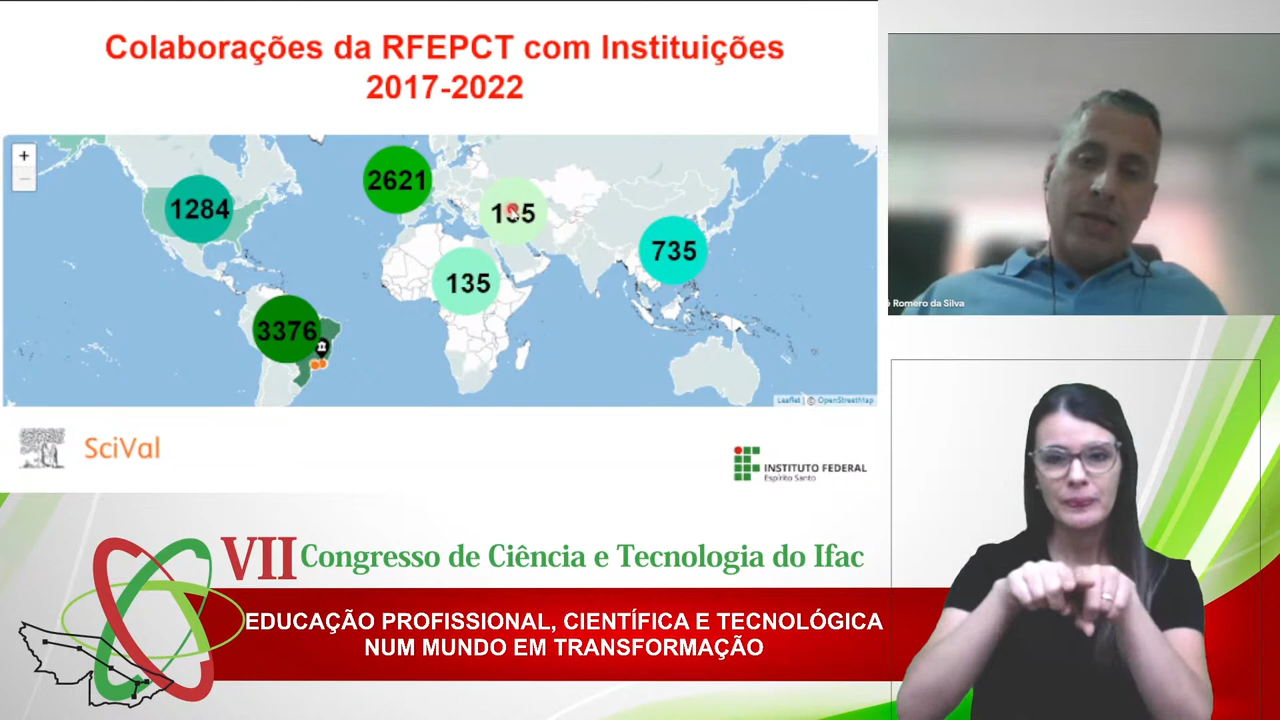 Colaborações da RFEPCT com Instituições
2017-2022
+
−
2621
1284
135
735
3376
Leaflet | © OpenStreetMap
SciVal
INSTITUTO FEDERAL
Espírito Santo
Romero da Silva
VII Congresso de Ciência e Tecnologia do Ifac
EDUCAÇÃO PROFISSIONAL, CIENTÍFICA E TECNOLÓGICA
NUM MUNDO EM TRANSFORMAÇÃO